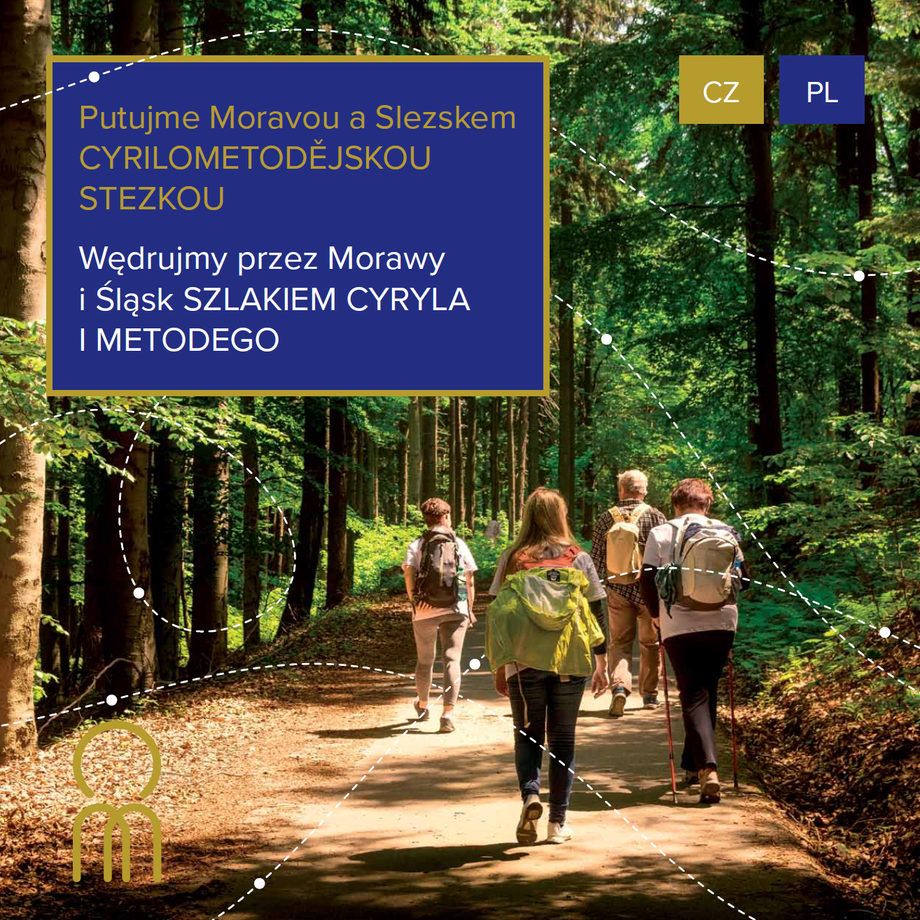 Putujme Moravou a Slezskem
CYRILOMETODĚJSKOU
STEZKOU
Wędrujmy przez Morawy
i Śląsk SZLAKIEM CYRYLA
I METODEGO
CZ
PL